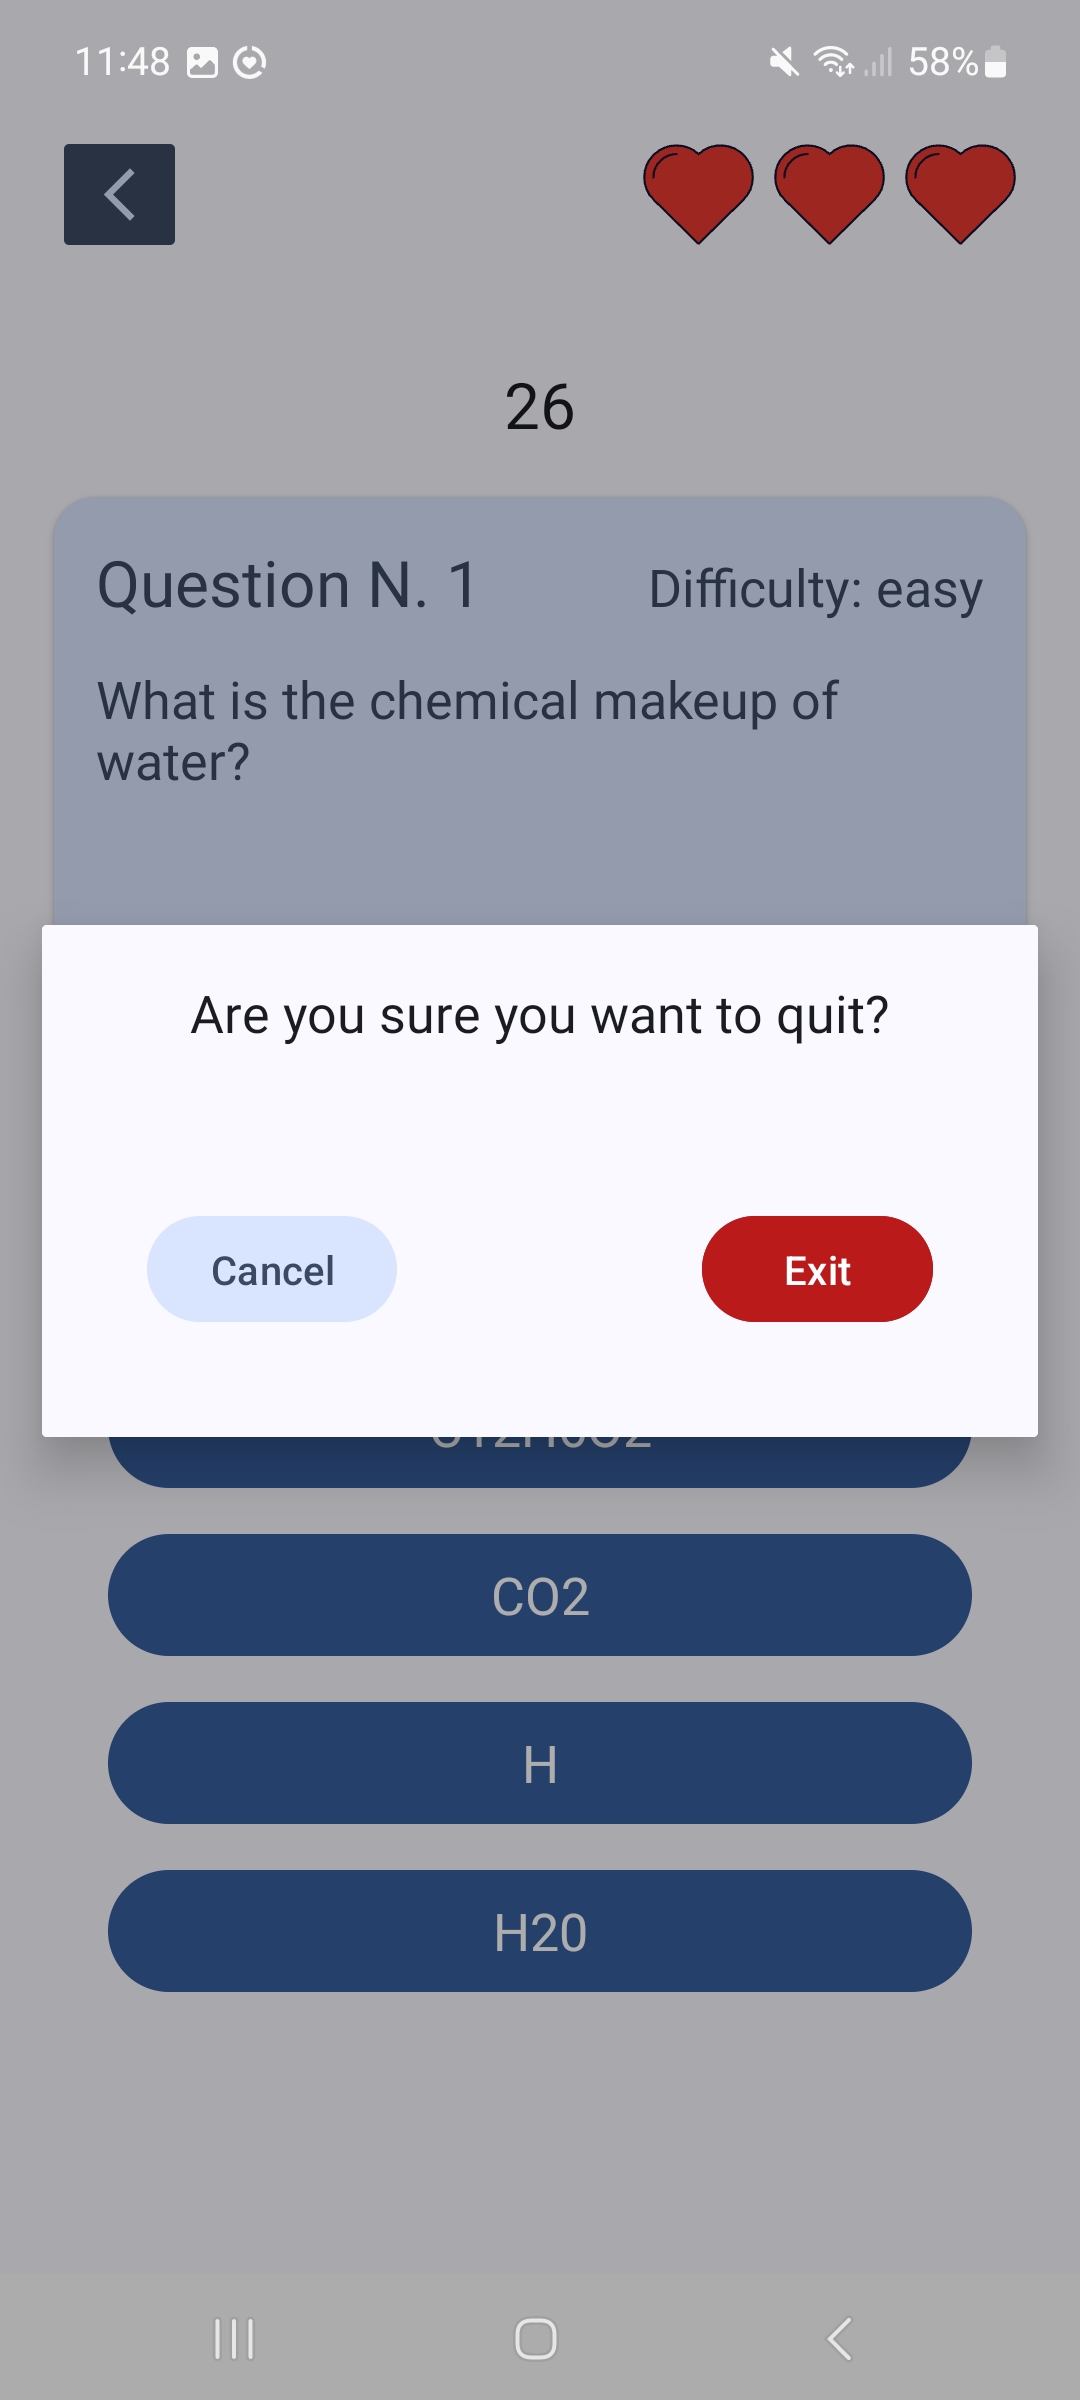 11:48
58%
26
Question N. 1
Difficulty: easy
What is the chemical makeup of
water?
Are you sure you want to quit?
Cancel
Exit
CO2
H
H20